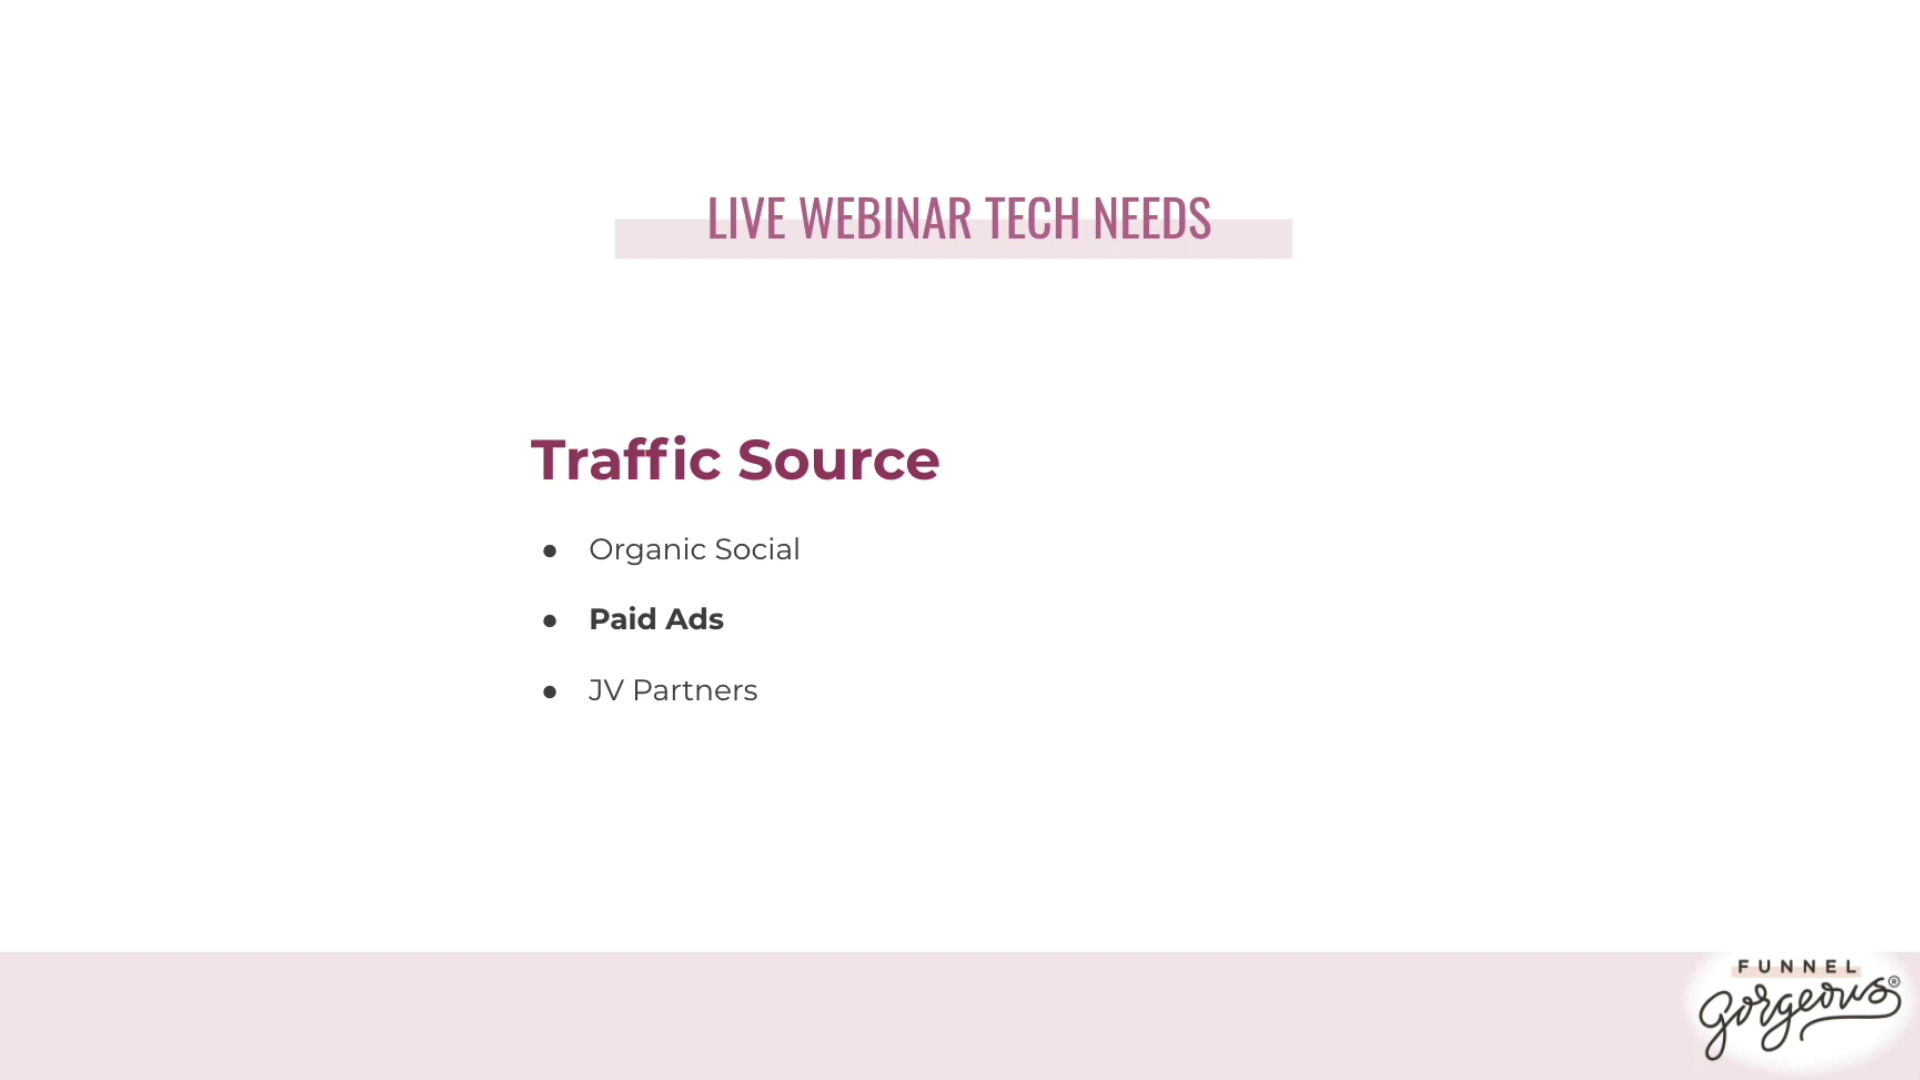 LIVE WEBINAR TECH NEEDS
Traffic Source
● Organic Social
● Paid Ads
● JV Partners
FUNNEL
gorgeous®